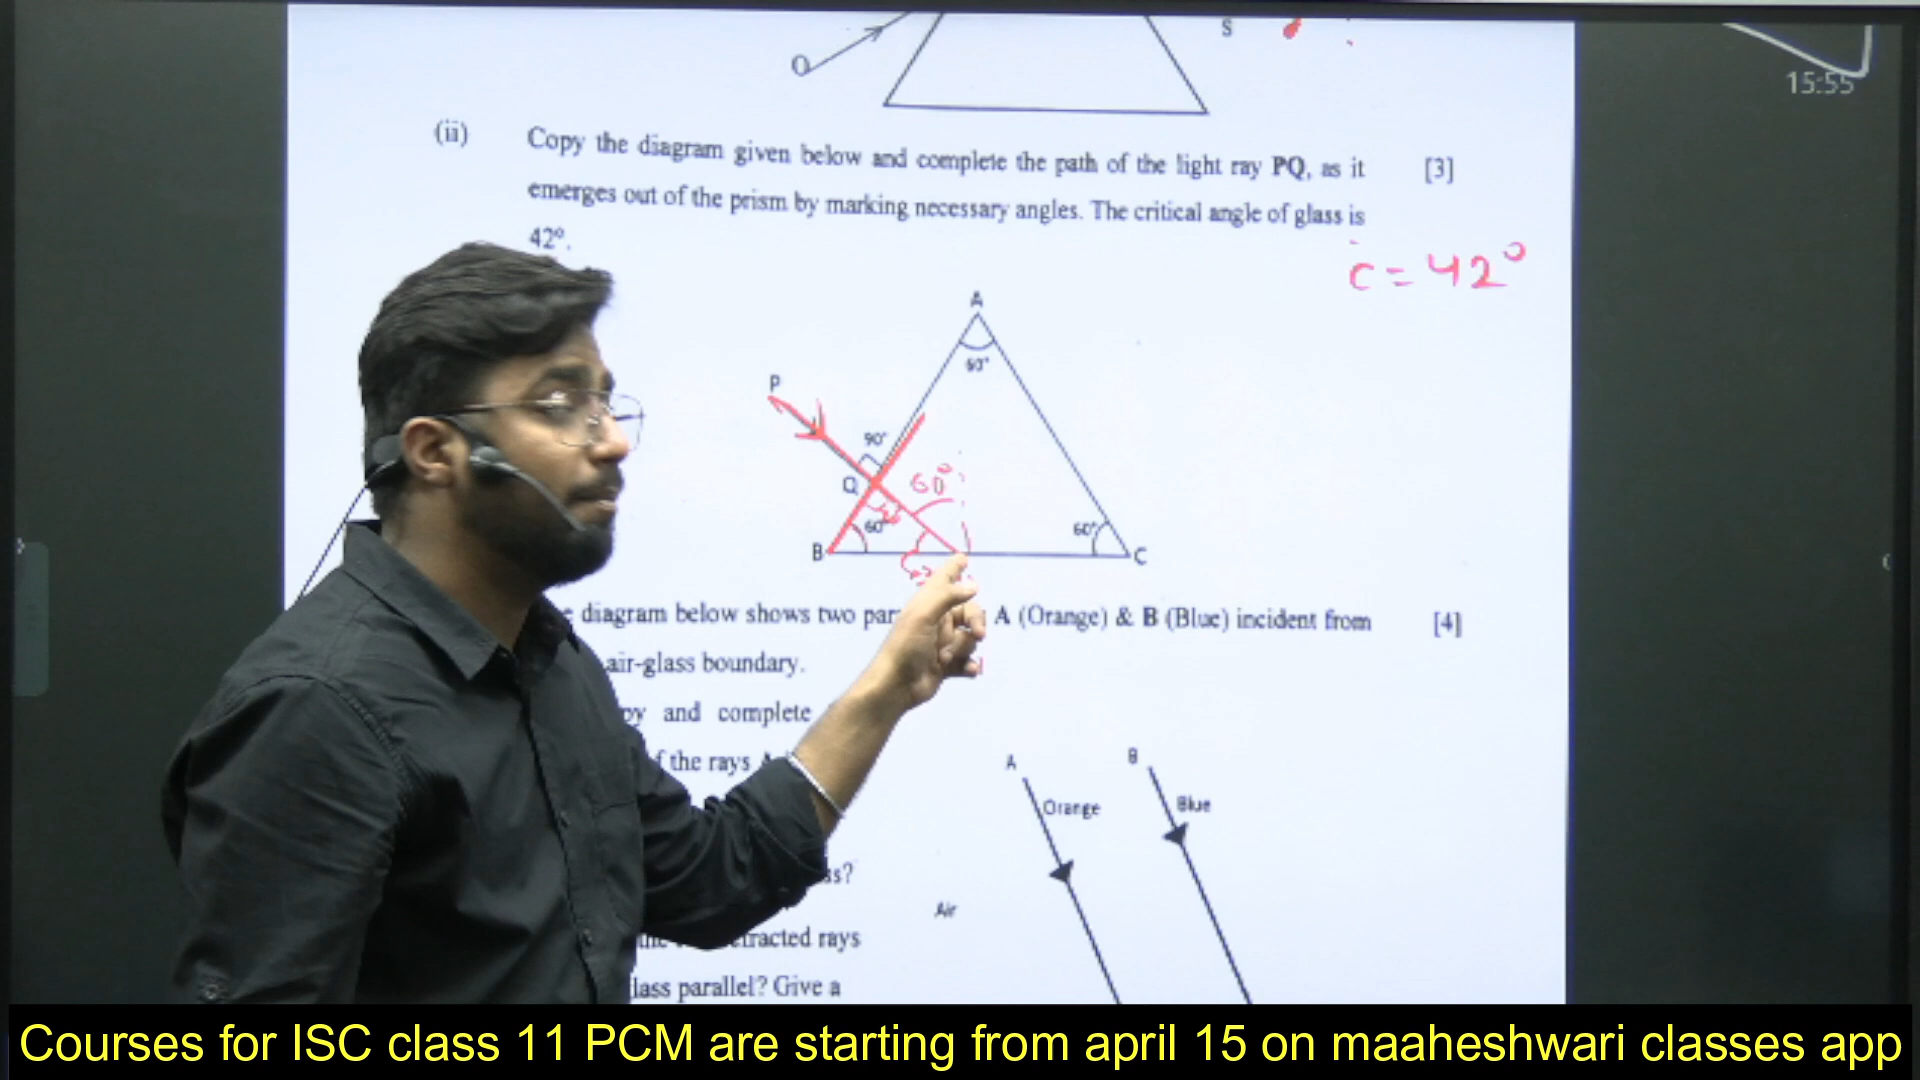 S
15:55
O
(ii) Copy the diagram given below and complete the path of the light ray PQ, as it [3]
emerges out of the prism by marking necessary angles. The critical angle of glass is
42°.
c = 42°
A
60°
P
90°
Q
60°
60°
60°
B
C
diagram below shows two A (Orange) & B (Blue) incident from [4]
air-glass boundary.
and complete
of the rays
A
B
Orange
Blue
Air
rays
parallel? Give a
Courses for ISC class 11 PCM are starting from april 15 on maaheshwari classes app